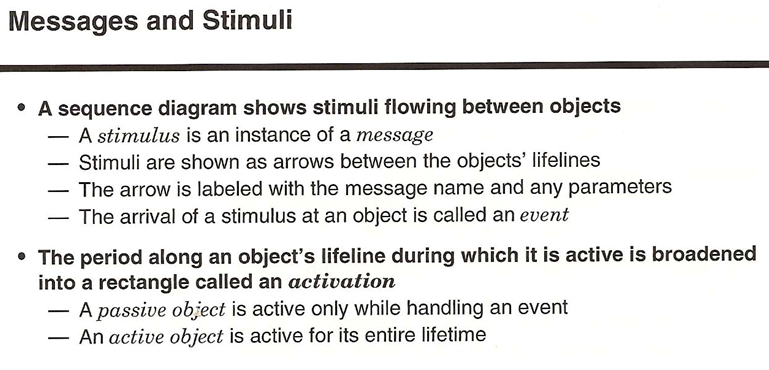 Messages and Stimuli
• A sequence diagram shows stimuli flowing between objects
— A stimulus is an instance of a message
— Stimuli are shown as arrows between the objects' lifelines
— The arrow is labeled with the message name and any parameters
— The arrival of a stimulus at an object is called an event
• The period along an object's lifeline during which it is active is broadened
into a rectangle called an activation
— A passive object is active only while handling an event
— An active object is active for its entire lifetime